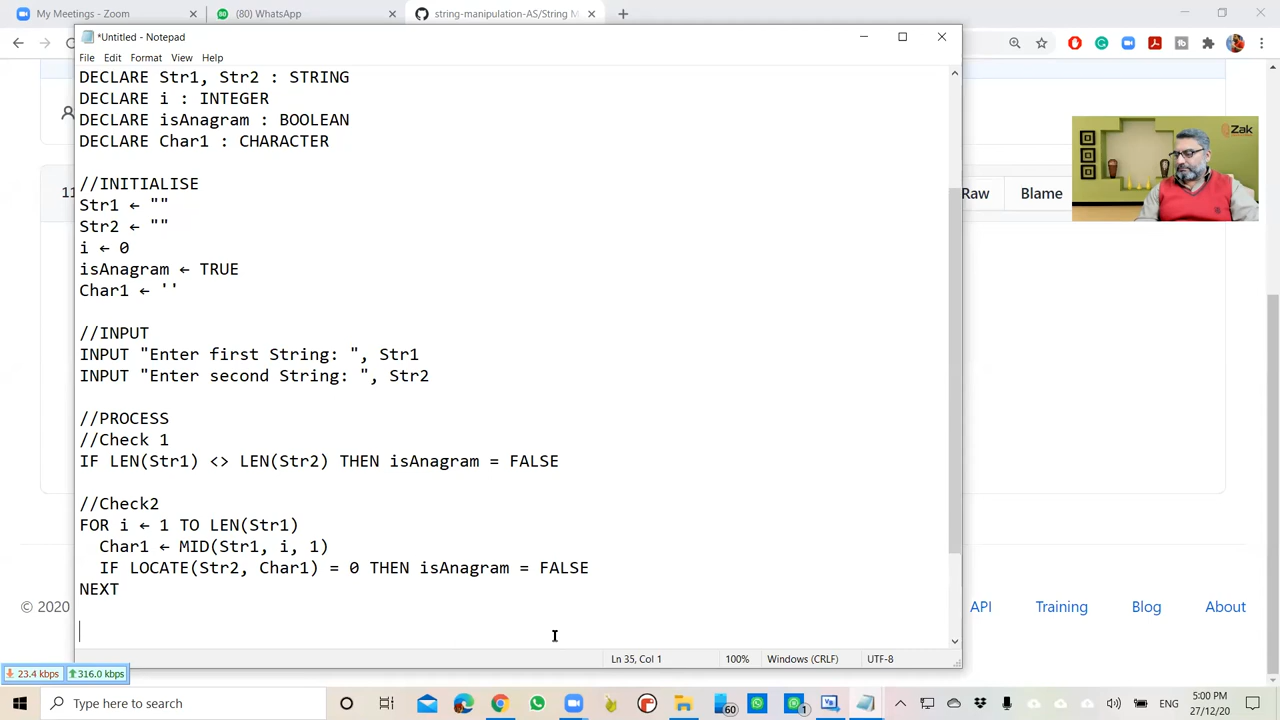 My Meetings - Zoom
(80) WhatsApp
string-manipulation-AS/String M
*Untitled - Notepad
File Edit Format View Help
DECLARE Str1, Str2 : STRING
DECLARE i : INTEGER
DECLARE isAnagram : BOOLEAN
DECLARE Char1 : CHARACTER
//INITIALISE
Str1 ← ""
Str2 ← ""
i ← 0
isAnagram ← TRUE
Char1 ← ''
//INPUT
INPUT "Enter first String: ", Str1
INPUT "Enter second String: ", Str2
//PROCESS
//Check 1
IF LEN(Str1) <> LEN(Str2) THEN isAnagram = FALSE
//Check2
FOR i ← 1 TO LEN(Str1)
Char1 ← MID(Str1, i, 1)
IF LOCATE(Str2, Char1) = 0 THEN isAnagram = FALSE
NEXT
Ln 35, Col 1
100%
Windows (CRLF)
UTF-8
Zak
11
Raw
Blame
© 2020
API
Training
Blog
About
23.4 kbps
316.0 kbps
Type here to search
60
1
ENG
5:00 PM
27/12/20